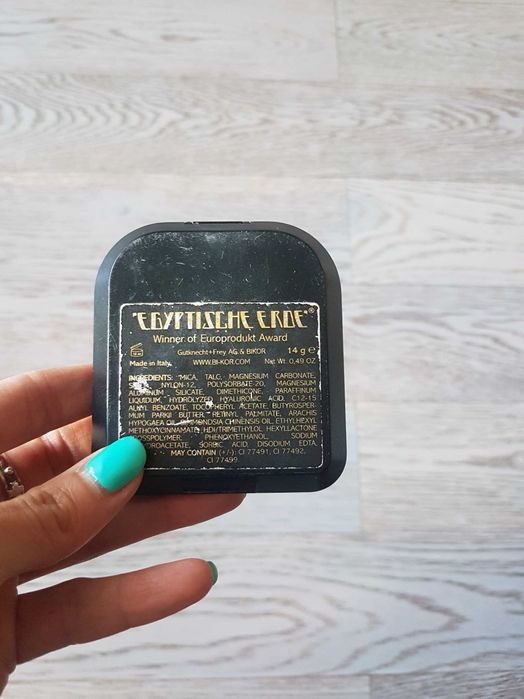 "EGYPTISCHE ERDE"®
Winner of Europrodukt Award
Gutknecht+Frey AG & BIKOR 14 g ℮
Made in Italy. WWW.BI-KOR.COM Net Wt. 0,49 OZ
INGREDIENTS: MICA, TALC, MAGNESIUM CARBONATE,
NYLON-12, POLYSORBATE-20, MAGNESIUM
ALUMINUM SILICATE, DIMETHICONE, PARAFFINUM
LIQUIDUM, HYDROLYZED HYALURONIC ACID, C12-15
ALKYL BENZOATE, TOCOPHERYL ACETATE, BUTYROSPER-
MUM PARKII BUTTER, RETINYL PALMITATE, ARACHIS
HYPOGAEA OIL, CHINENSIS OIL, ETHYLHEXYL
METHOXYCINNAMATE, HDI/TRIMETHYLOL HEXYLLACTONE
PHENOXYETHANOL, SODIUM
SORBIC ACID, DISODIUM EDTA.
MAY CONTAIN (+/-): CI 77491, CI 77492,
CI 77499.